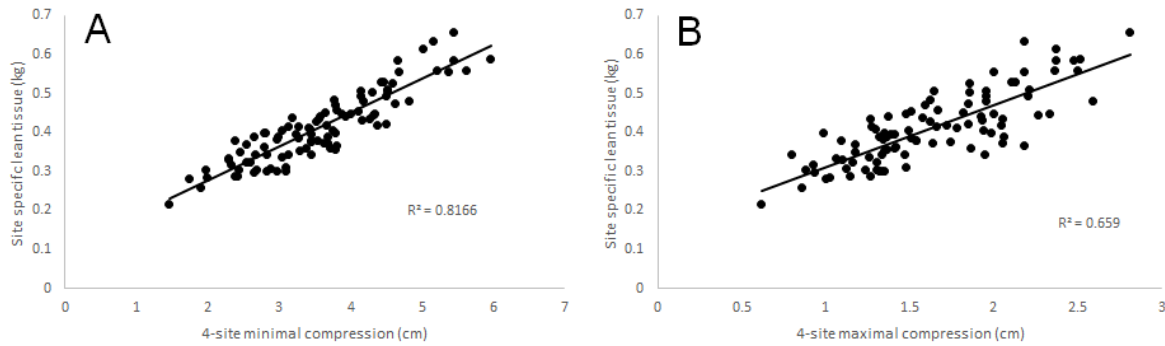 A
Site specific lean tissue (kg)
0.7
0.6
0.5
0.4
0.3
0.2
0.1
0
R² = 0.8166
0 1 2 3 4 5 6 7
4-site minimal compression (cm)
B
Site specific lean tissue (kg)
0.7
0.6
0.5
0.4
0.3
0.2
0.1
0
R² = 0.659
0 0.5 1 1.5 2 2.5 3
4-site maximal compression (cm)